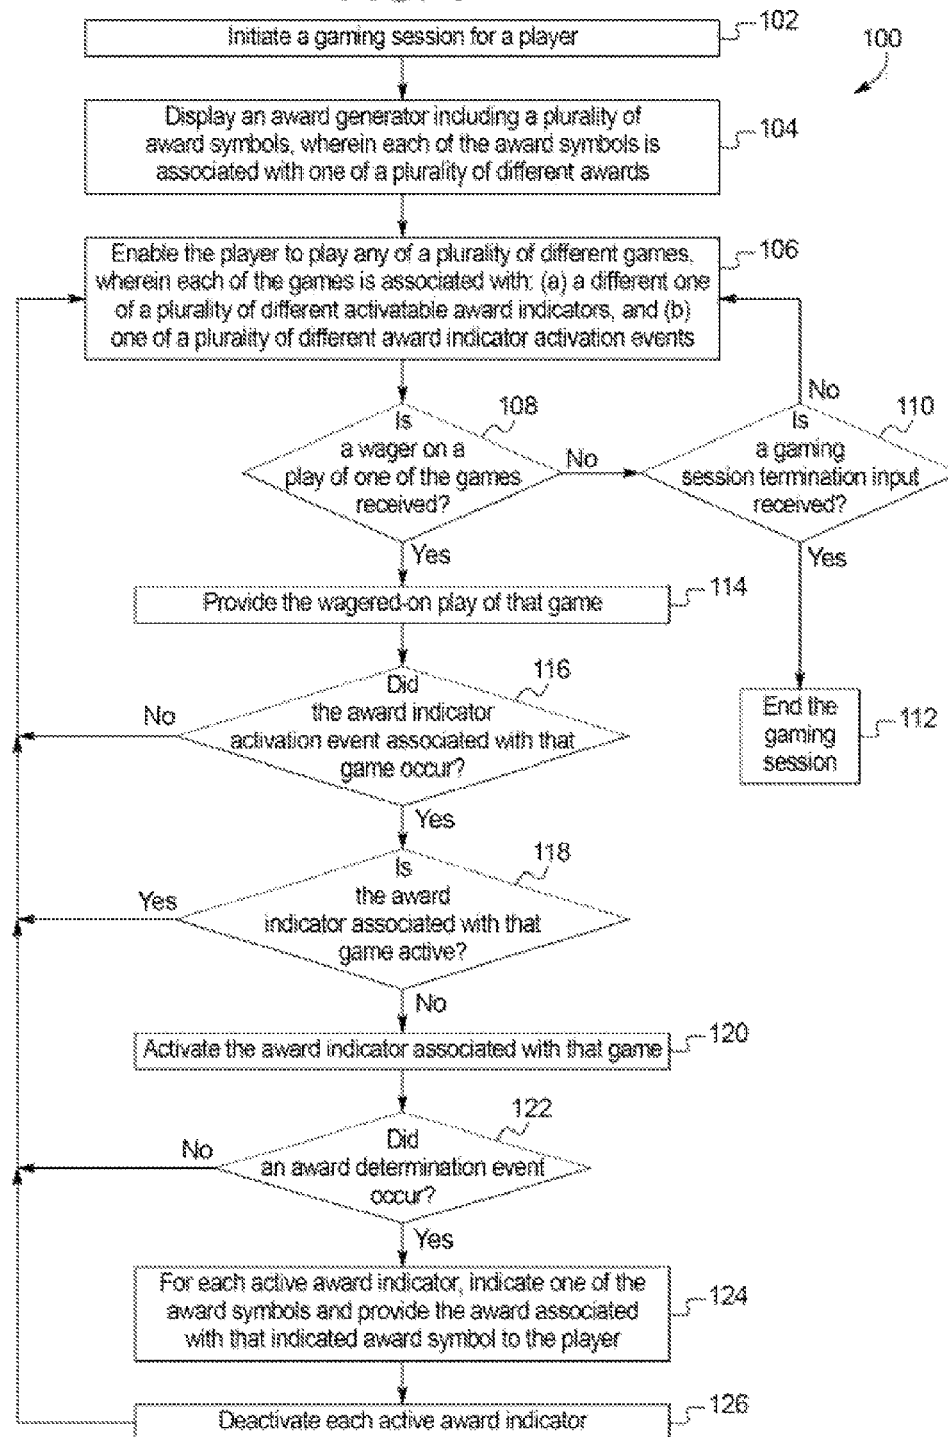 Initiate a gaming session for a player
102
100
Display an award generator including a plurality of
award symbols, wherein each of the award symbols is
associated with one of a plurality of different awards
104
Enable the player to play any of a plurality of different games,
wherein each of the games is associated with: (a) a different one
of a plurality of different activatable award indicators, and (b)
one of a plurality of different award indicator activation events
106
Is
a wager on a
play of one of the games
received?
108
No
Yes
No
Is
a gaming
session termination input
received?
110
Yes
Provide the wagered-on play of that game
114
End the
gaming
session
112
Did
the award indicator
activation event associated with that
game occur?
116
No
Yes
Is
the award
indicator associated with that
game active?
118
Yes
No
Activate the award indicator associated with that game
120
Did
an award determination event
occur?
122
No
Yes
For each active award indicator, indicate one of the
award symbols and provide the award associated
with that indicated award symbol to the player
124
Deactivate each active award indicator
126